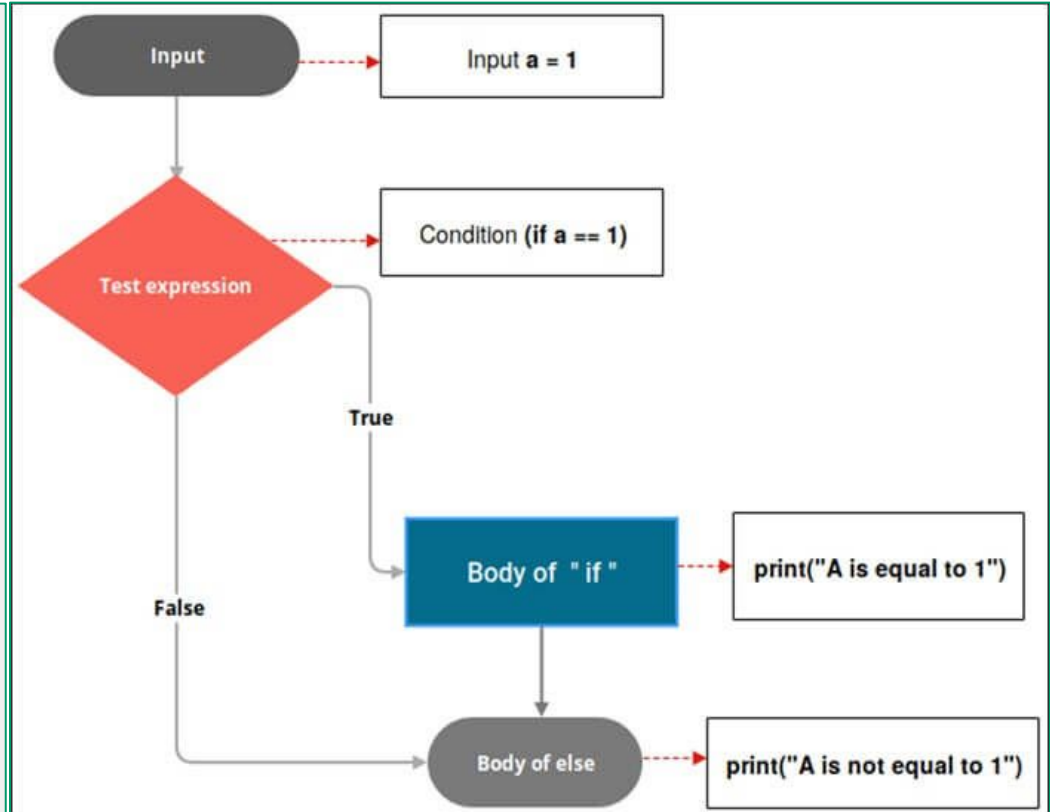 Input
Input a = 1
Condition (if a == 1)
Test expression
True
Body of " if "
print("A is equal to 1")
False
Body of else
print("A is not equal to 1")